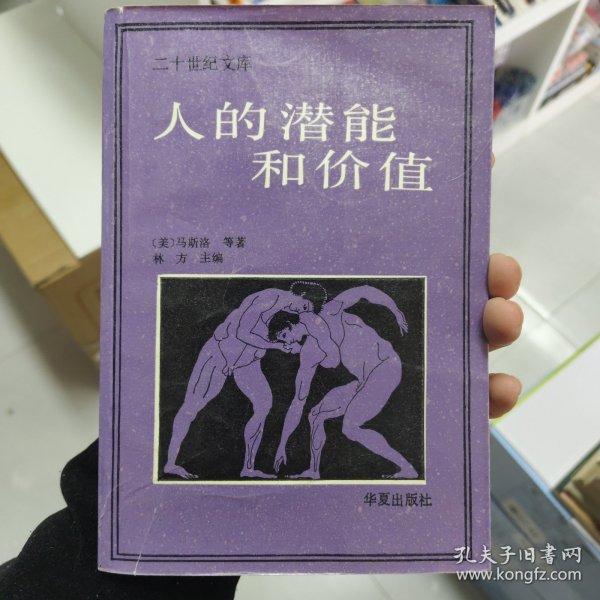 二十世纪文库
人的潜能
和价值
〔美〕马斯洛 等著
林 方 主编
华夏出版社
孔夫子旧书网
www.kongfz.com